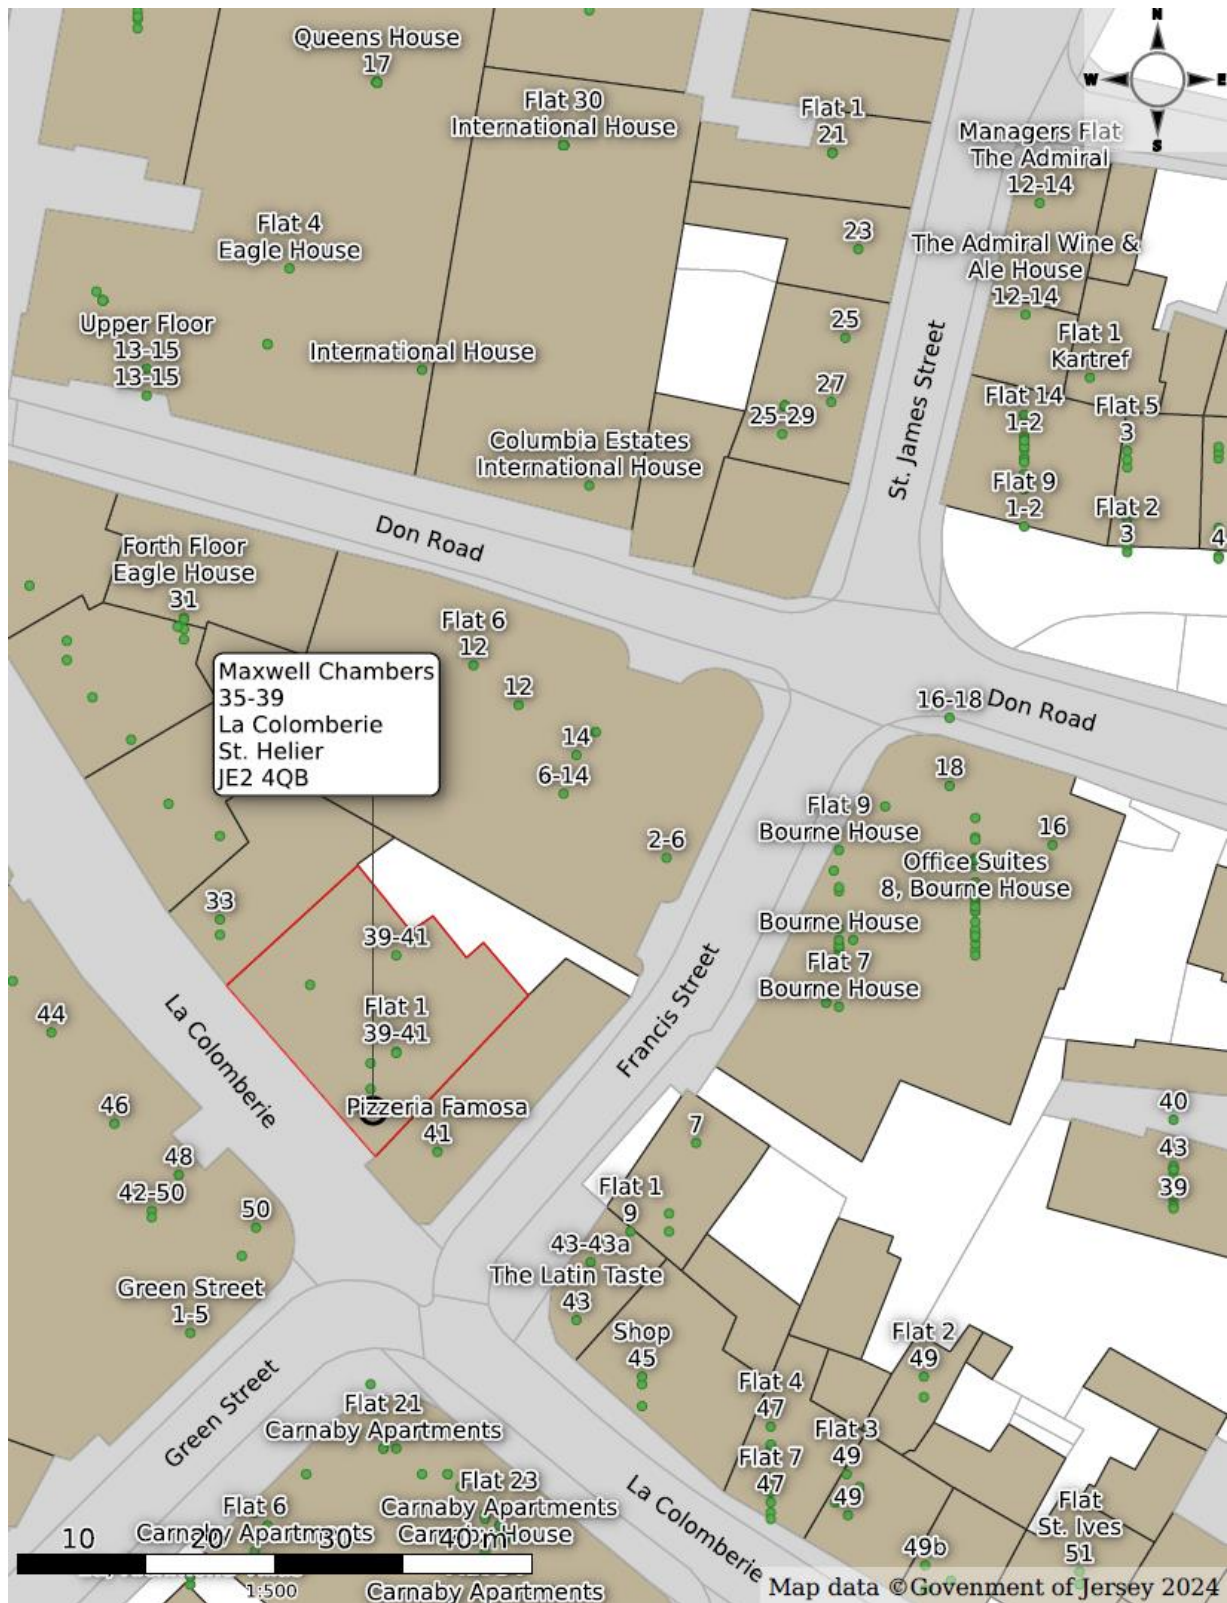 N
W
E
S
Queens House
17
Flat 30
International House
Flat 1
21
Managers Flat
The Admiral
12-14
Flat 4
Eagle House
23
The Admiral Wine &
Ale House
12-14
Upper Floor
13-15
13-15
International House
25
27
25-29
Flat 1
Kartref
Flat 14
1-2
Flat 5
3
Columbia Estates
International House
St. James Street
Flat 9
1-2
Flat 2
3
4
Don Road
Forth Floor
Eagle House
31
Flat 6
12
12
Maxwell Chambers
35-39
La Colomberie
St. Helier
JE2 4QB
14
6-14
2-6
16-18
Don Road
18
Flat 9
Bourne House
16
Office Suites
8, Bourne House
33
39-41
Bourne House
Flat 7
Bourne House
Flat 1
39-41
44
La Colomberie
Francis Street
46
Pizzeria Famosa
41
7
40
43
39
48
42-50
50
Flat 1
9
43-43a
The Latin Taste
43
Green Street
1-5
Shop
45
Flat 2
49
Green Street
Flat 21
Carnaby Apartments
Flat 4
47
Flat 3
49
Flat 7
47
49
Flat 23
Carnaby Apartments
Carnaby House
Flat 6
Carnaby Apartments
La Colomberie
Flat
St. Ives
51
49b
10
20
30
40 m
1:500
Carnaby Apartments
Map data ©Govenment of Jersey 2024